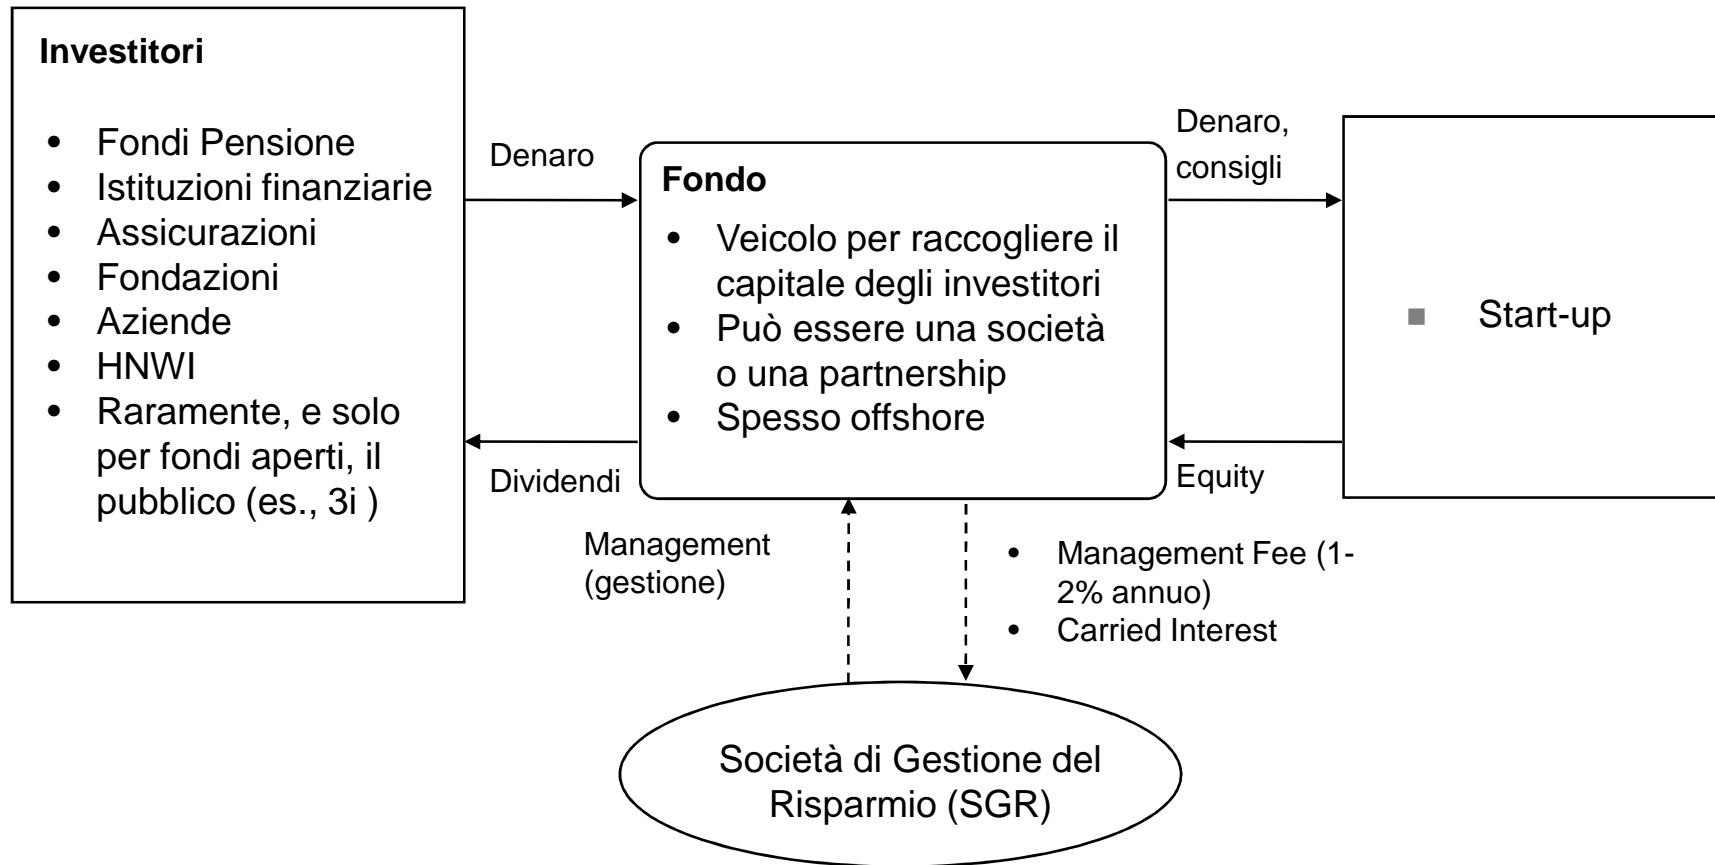 Investitori
• Fondi Pensione
• Istituzioni finanziarie
• Assicurazioni
• Fondazioni
• Aziende
• HNWI
• Raramente, e solo
per fondi aperti, il
pubblico (es., 3i )
Denaro
Dividendi
Fondo
• Veicolo per raccogliere il
capitale degli investitori
• Può essere una società
o una partnership
• Spesso offshore
Denaro,
consigli
Equity
▪ Start-up
Management
(gestione)
• Management Fee (1-
2% annuo)
• Carried Interest
Società di Gestione del
Risparmio (SGR)